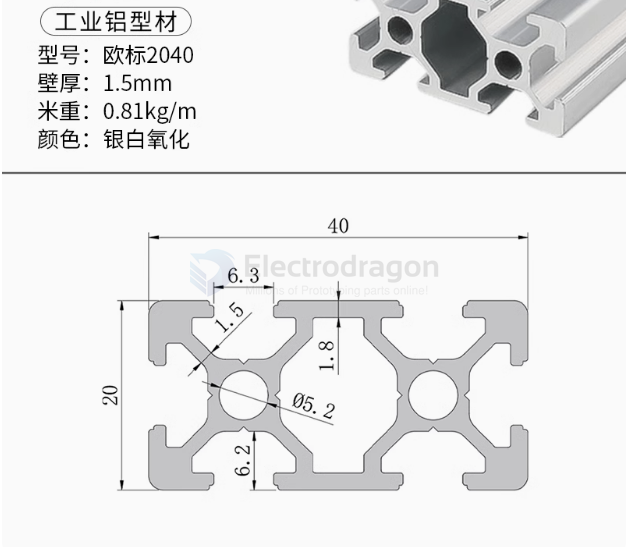 工业铝型材
型号：欧标2040
壁厚：1.5mm
米重：0.81kg/m
颜色：银白氧化
40
Electrodragon
Millions of Prototyping parts online!
6.3
1.5
1.8
20
Ø5.2
6.2